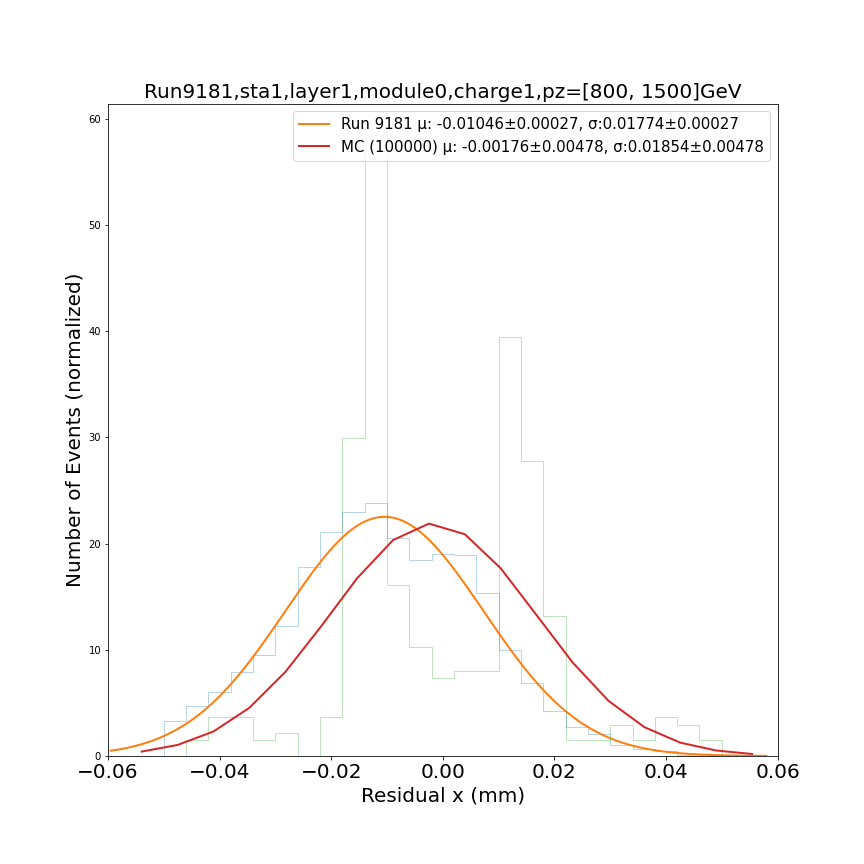 Run9181,sta1,layer1,module0,charge1,pz=[800, 1500]GeV
Run 9181 μ: -0.01046±0.00027, σ:0.01774±0.00027
MC (100000) μ: -0.00176±0.00478, σ:0.01854±0.00478
Number of Events (normalized)
60
50
40
30
20
10
0
−0.06 −0.04 −0.02 0.00 0.02 0.04 0.06
Residual x (mm)